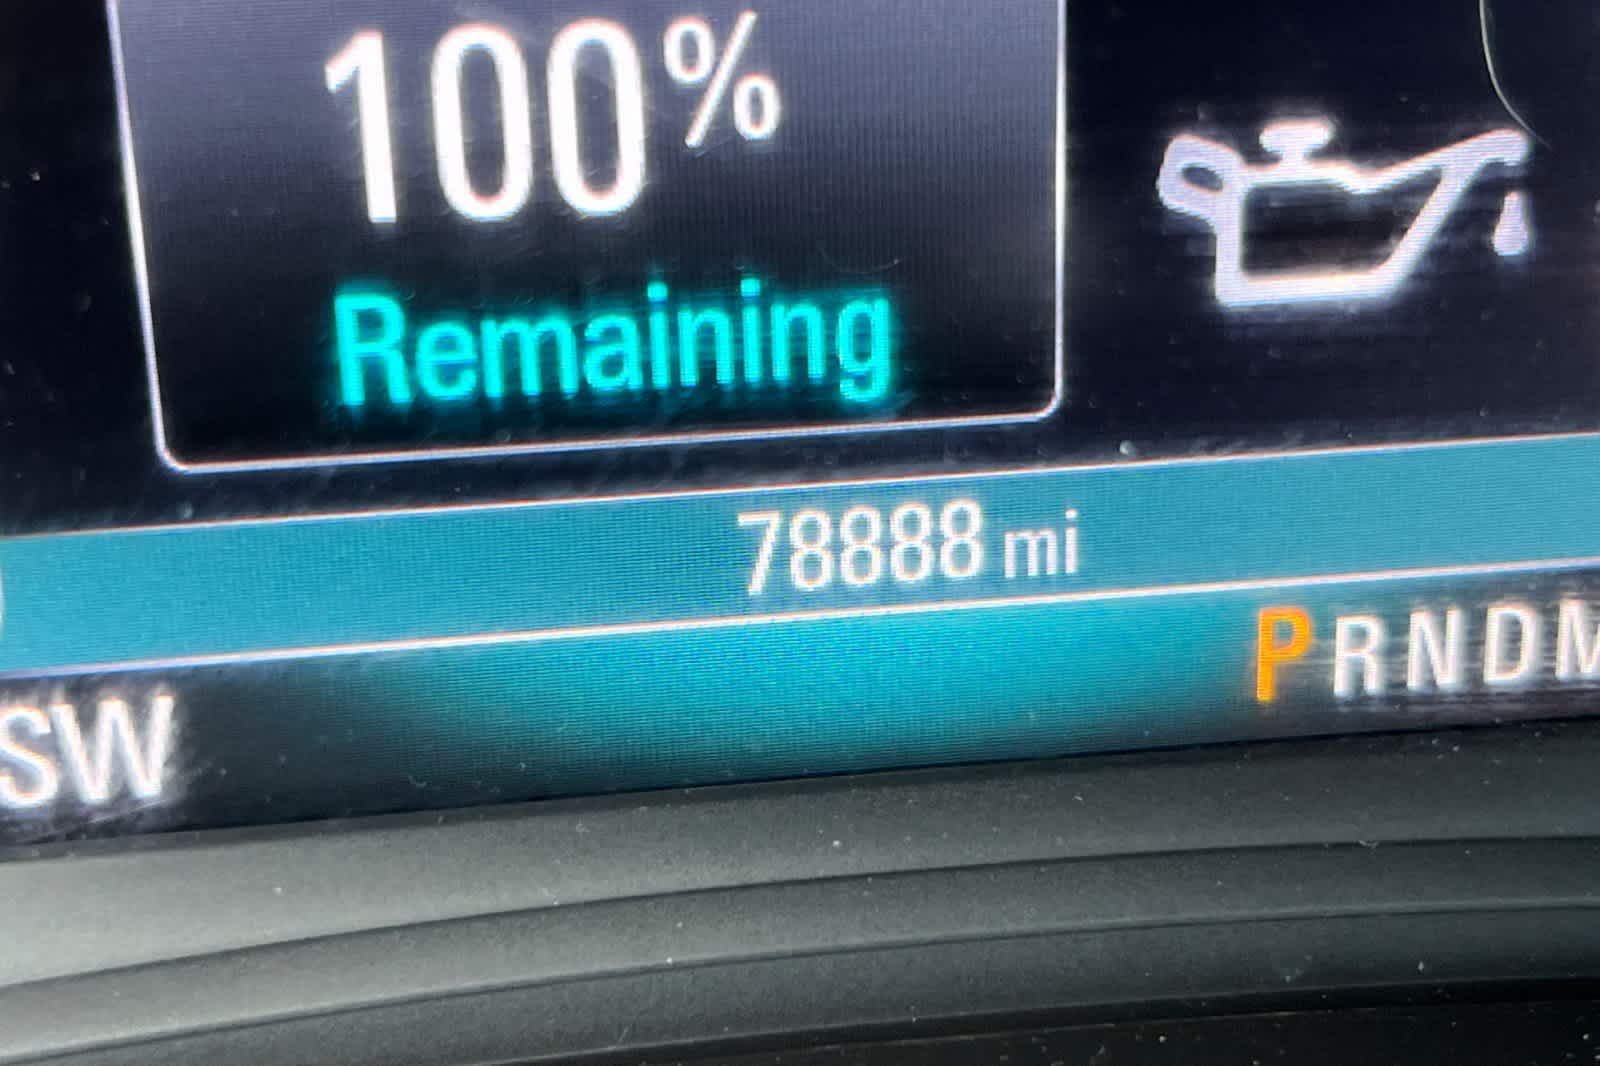 100%
Remaining
78888 mi
SW
PRNDM